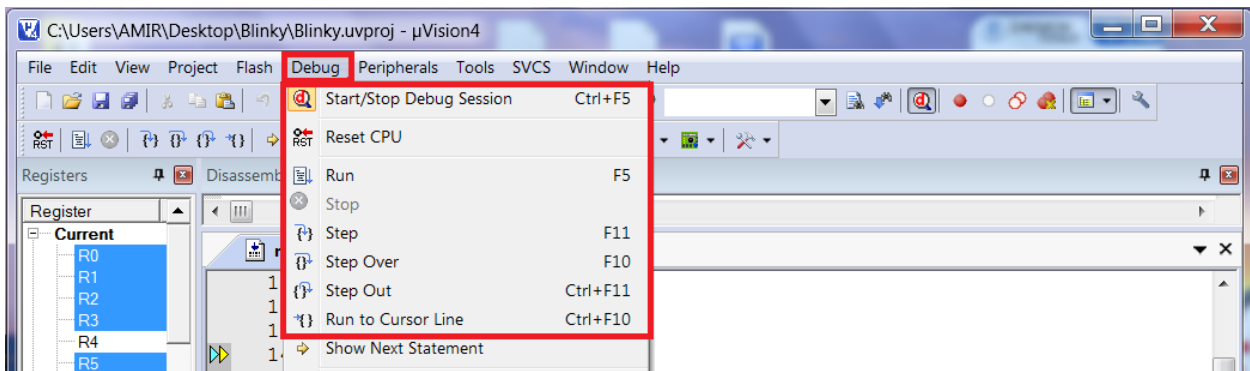 C:\Users\AMIR\Desktop\Blinky\Blinky.uvproj - µVision4
File Edit View Project Flash Debug Peripherals Tools SVCS Window Help
Start/Stop Debug Session Ctrl+F5
RST Reset CPU
RST
Registers
Disassemb
Run F5
Stop
Register
Current
Step F11
R0
Step Over F10
R1
Step Out Ctrl+F11
R2
Run to Cursor Line Ctrl+F10
R3
R4
Show Next Statement
R5